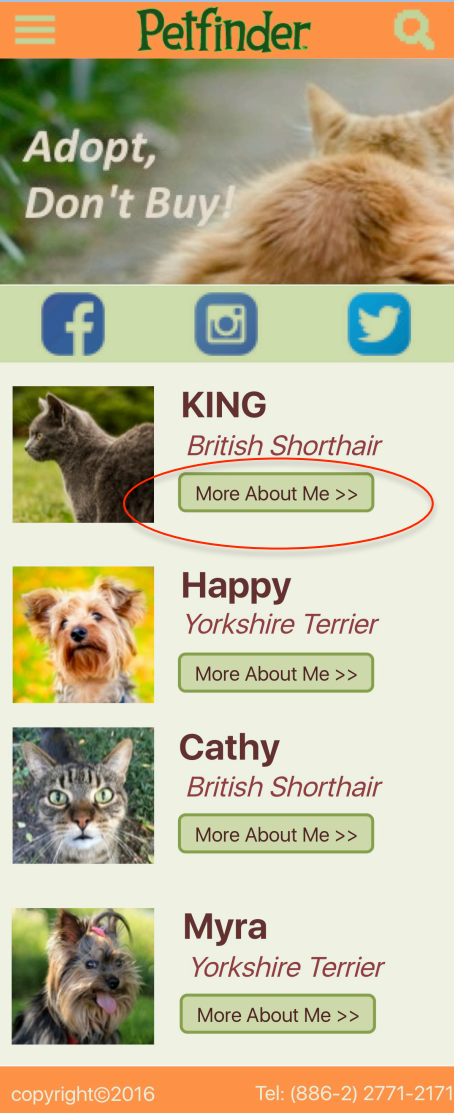 Petfinder
Adopt,
Don't Buy!
KING
British Shorthair
More About Me >>
Happy
Yorkshire Terrier
More About Me >>
Cathy
British Shorthair
More About Me >>
Myra
Yorkshire Terrier
More About Me >>
copyright©2016
Tel: (886-2) 2771-2171